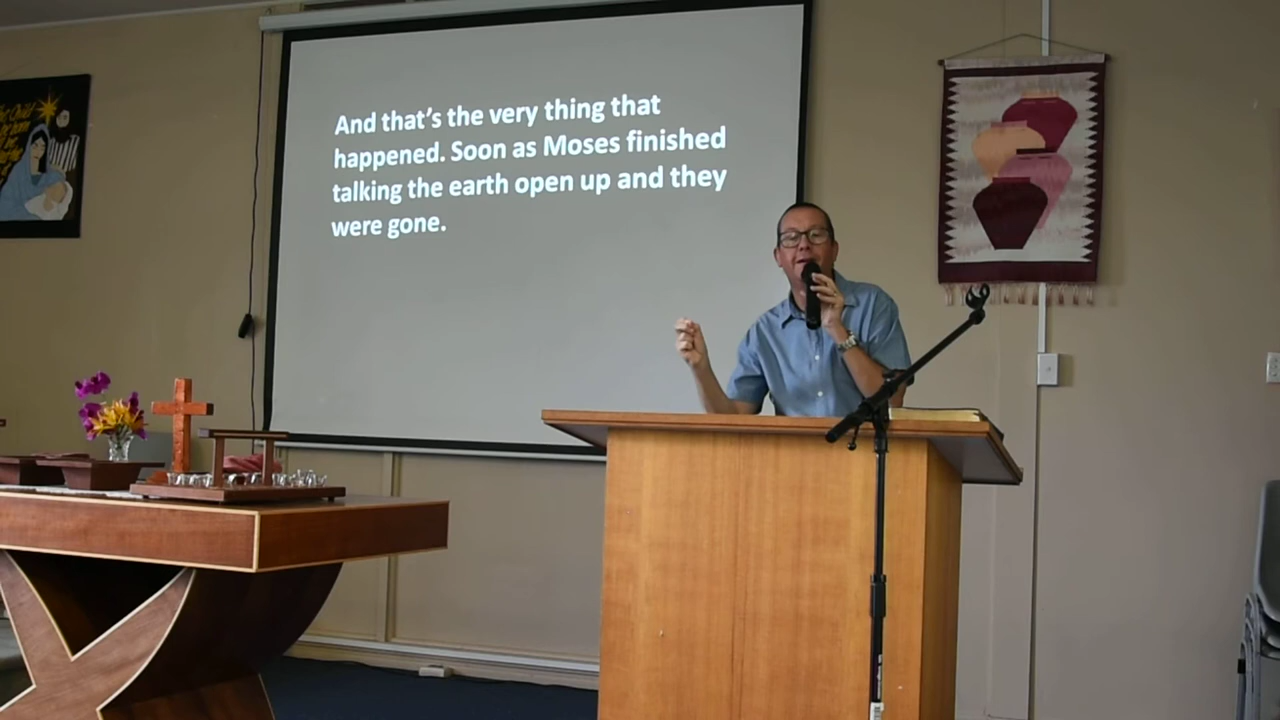 And that's the very thing that
happened. Soon as Moses finished
talking the earth open up and they
were gone.